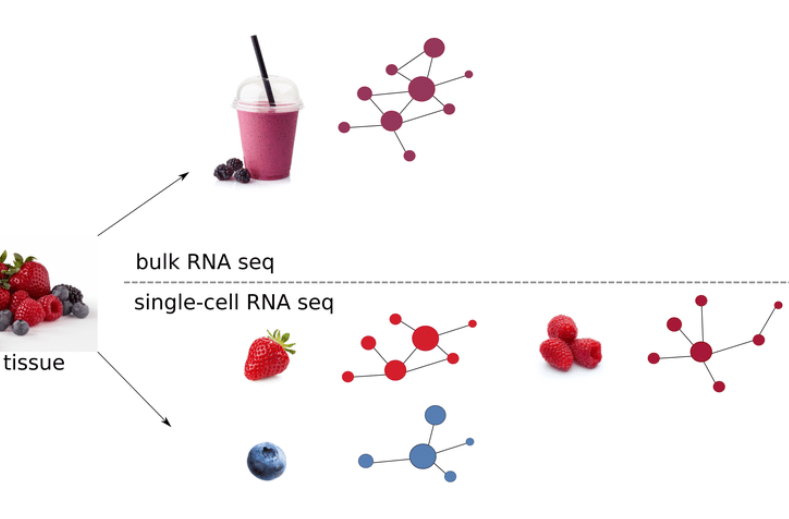 bulk RNA seq
single-cell RNA seq
tissue